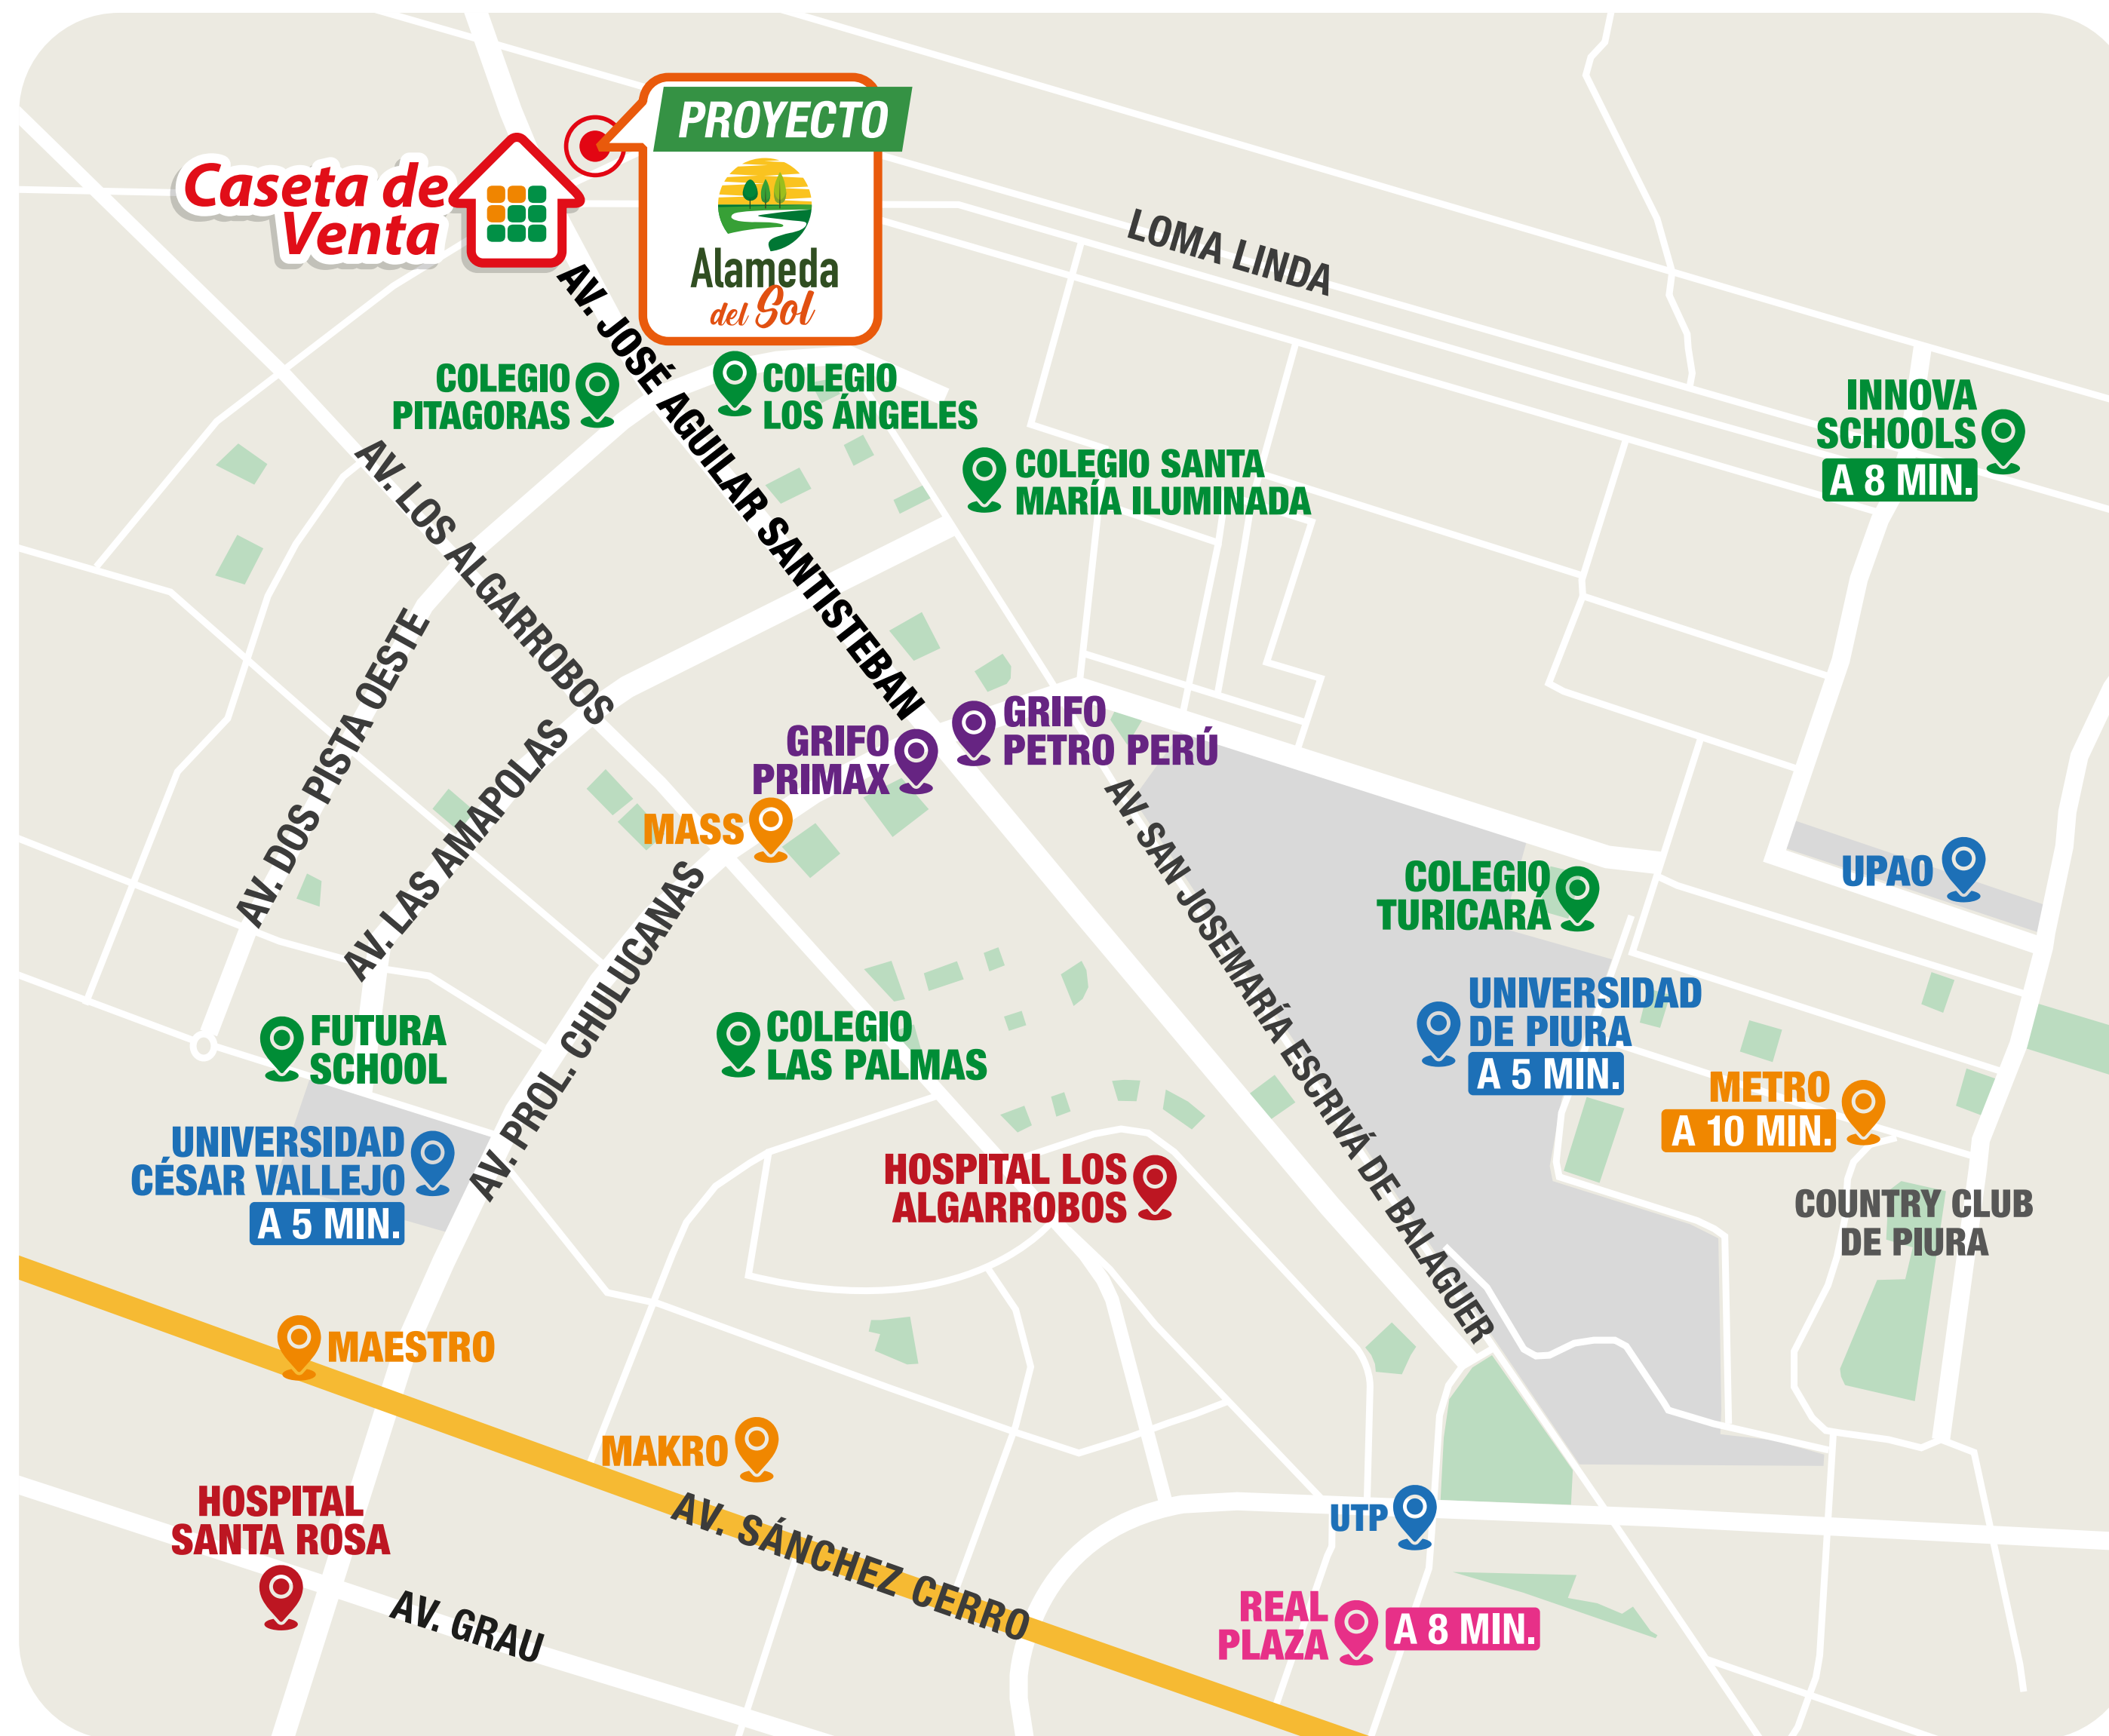 PROYECTO
Caseta de
Venta
Alameda
del Sol
LOMA LINDA
AV. JOSÉ AGUILAR SANTISTEBAN
COLEGIO
PITAGORAS
COLEGIO
LOS ÁNGELES
INNOVA
SCHOOLS
A 8 MIN.
COLEGIO SANTA
MARÍA ILUMINADA
AV. LOS ALGARROBOS
AV. DOS PISTA OESTE
AV. LAS AMAPOLAS
GRIFO
PETRO PERÚ
GRIFO
PRIMAX
MASS
AV. SAN JOSEMARÍA ESCRIVÁ DE BALAGUER
COLEGIO
TURICARÁ
UPAO
AV. PROL. CHULUCANAS
UNIVERSIDAD
DE PIURA
A 5 MIN.
FUTURA
SCHOOL
COLEGIO
LAS PALMAS
METRO
A 10 MIN.
UNIVERSIDAD
CÉSAR VALLEJO
A 5 MIN.
HOSPITAL LOS
ALGARROBOS
COUNTRY CLUB
DE PIURA
MAESTRO
MAKRO
AV. SÁNCHEZ CERRO
HOSPITAL
SANTA ROSA
UTP
AV. GRAU
REAL
PLAZA
A 8 MIN.